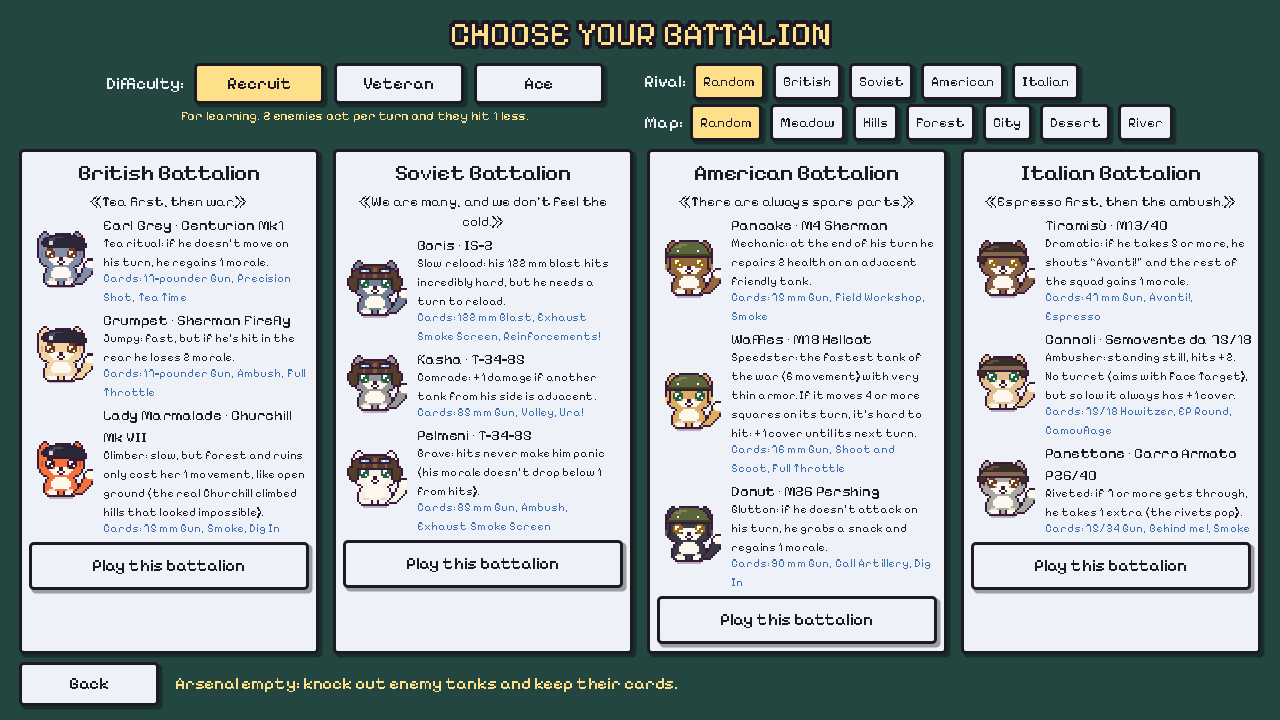 CHOOSE YOUR BATTALION
Difficulty: Recruit Veteran Ace
For learning. 2 enemies act per turn and they hit 1 less.
Rival: Random British Soviet American Italian
Map: Random Meadow Hills Forest City Desert River
British Battalion
«Tea first, then war.»
Earl Grey · Centurion Mk1
Tea ritual: if he doesn't move on
his turn, he regains 1 morale.
Cards: 17-pounder Gun, Precision
Shot, Tea Time
Crumpet · Sherman Firefly
Jumpy: fast, but if he's hit in the
rear he loses 2 morale.
Cards: 17-pounder Gun, Ambush, Full
Throttle
Lady Marmalade · Churchill
Mk VII
Climber: slow, but forest and ruins
only cost her 1 movement, like open
ground (the real Churchill climbed
hills that looked impossible).
Cards: 75 mm Gun, Smoke, Dig In
Play this battalion
Soviet Battalion
«We are many, and we don't feel the
cold.»
Boris · IS-2
Slow reload: his 122 mm blast hits
incredibly hard, but he needs a
turn to reload.
Cards: 122 mm Blast, Exhaust
Smoke Screen, Reinforcements!
Kasha · T-34-85
Comrade: +1 damage if another
tank from his side is adjacent.
Cards: 85 mm Gun, Volley, Ura!
Pelmeni · T-34-85
Brave: hits never make him panic
(his morale doesn't drop below 1
from hits).
Cards: 85 mm Gun, Ambush,
Exhaust Smoke Screen
Play this battalion
American Battalion
«There are always spare parts.»
Pancake · M4 Sherman
Mechanic: at the end of his turn he
repairs 2 health on an adjacent
friendly tank.
Cards: 75 mm Gun, Field Workshop,
Smoke
Waffles · M18 Hellcat
Speedster: the fastest tank of
the war (6 movement) with very
thin armor. If it moves 4 or more
squares on its turn, it's hard to
hit: +1 cover until its next turn.
Cards: 76 mm Gun, Shoot and
Scoot, Full Throttle
Donut · M26 Pershing
Glutton: if he doesn't attack on
his turn, he grabs a snack and
regains 1 morale.
Cards: 90 mm Gun, Call Artillery, Dig
In
Play this battalion
Italian Battalion
«Espresso first, then the ambush.»
Tiramisù · M13/40
Dramatic: if he takes 5 or more, he
shouts "Avanti!" and the rest of
the squad gains 1 morale.
Cards: 47 mm Gun, Avanti!,
Espresso
Cannoli · Semovente da 75/18
Ambusher: standing still, hits +2.
No turret (aims with Face Target),
but so low it always has +1 cover.
Cards: 75/18 Howitzer, EP Round,
Camouflage
Panettone · Carro Armato
P26/40
Riveted: if 7 or more gets through,
he takes 1 extra (the rivets pop).
Cards: 75/34 Gun, Behind me!, Smoke
Play this battalion
Back
Arsenal empty: knock out enemy tanks and keep their cards.